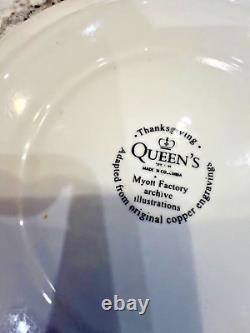 • Thanksgiving •
QUEEN'S
MADE IN COLOMBIA
Myott Factory
archive
illustrations
Adapted from original copper engravings